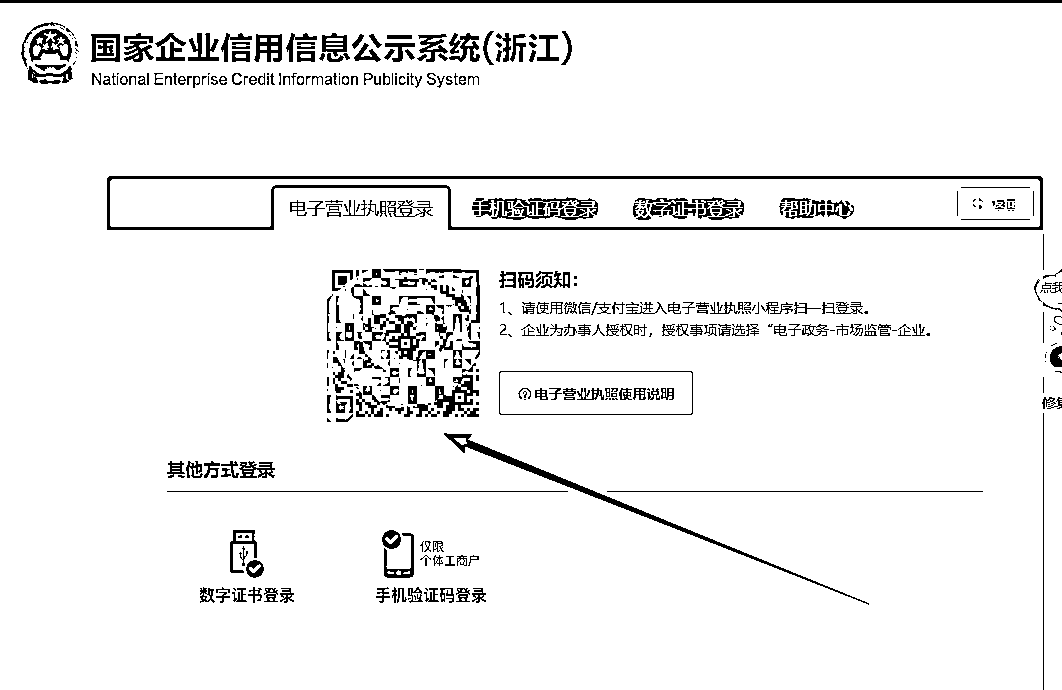 国家企业信用信息公示系统(浙江)
National Enterprise Credit Information Publicity System
电子营业执照登录
手机验证码登录
数字证书登录
帮助中心
扫码须知：
1、请使用微信/支付宝进入电子营业执照小程序扫一扫登录。
2、企业为办事人授权时，授权事项请选择“电子政务-市场监管-企业。
电子营业执照使用说明
点我
修复
其他方式登录
仅限
个体工商户
数字证书登录
手机验证码登录